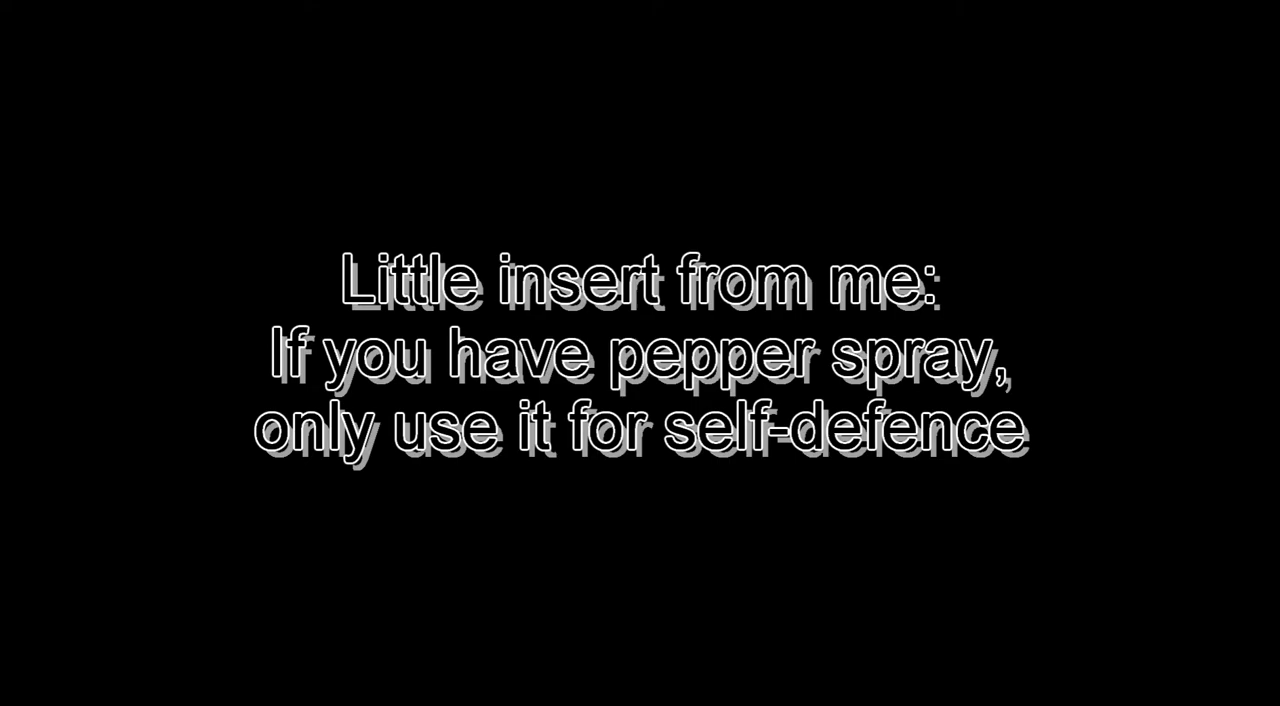 Little insert from me:
If you have pepper spray,
only use it for self-defence